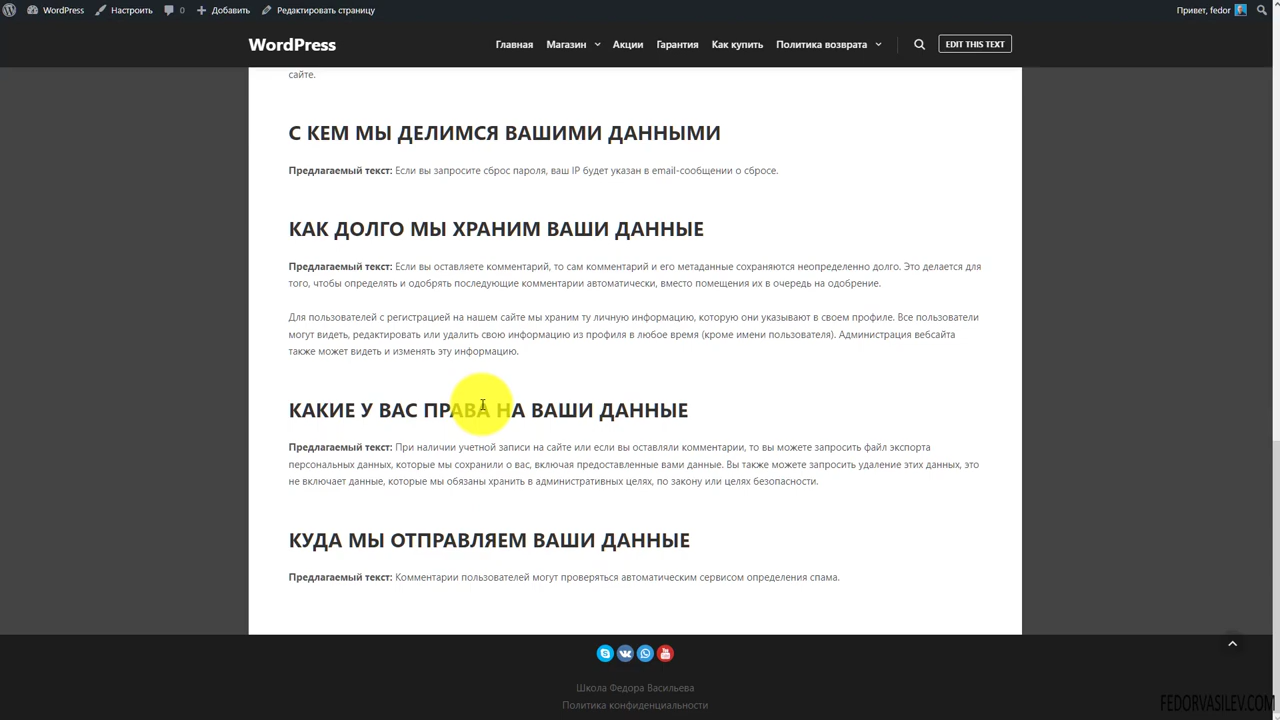 WordPress Настроить 0 Добавить Редактировать страницу Привет, fedor
WordPress Главная Магазин Акции Гарантия Как купить Политика возврата EDIT THIS TEXT
сайте.
С КЕМ МЫ ДЕЛИМСЯ ВАШИМИ ДАННЫМИ
Предлагаемый текст: Если вы запросите сброс пароля, ваш IP будет указан в email-сообщении о сбросе.
КАК ДОЛГО МЫ ХРАНИМ ВАШИ ДАННЫЕ
Предлагаемый текст: Если вы оставляете комментарий, то сам комментарий и его метаданные сохраняются неопределенно долго. Это делается для
того, чтобы определять и одобрять последующие комментарии автоматически, вместо помещения их в очередь на одобрение.
Для пользователей с регистрацией на нашем сайте мы храним ту личную информацию, которую они указывают в своем профиле. Все пользователи
могут видеть, редактировать или удалить свою информацию из профиля в любое время (кроме имени пользователя). Администрация вебсайта
также может видеть и изменять эту информацию.
КАКИЕ У ВАС ПРАВА НА ВАШИ ДАННЫЕ
Предлагаемый текст: При наличии учетной записи на сайте или если вы оставляли комментарии, то вы можете запросить файл экспорта
персональных данных, которые мы сохранили о вас, включая предоставленные вами данные. Вы также можете запросить удаление этих данных, это
не включает данные, которые мы обязаны хранить в административных целях, по закону или целях безопасности.
КУДА МЫ ОТПРАВЛЯЕМ ВАШИ ДАННЫЕ
Предлагаемый текст: Комментарии пользователей могут проверяться автоматическим сервисом определения спама.
Школа Федора Васильева
Политика конфиденциальности
FEDORVASILEV.COM